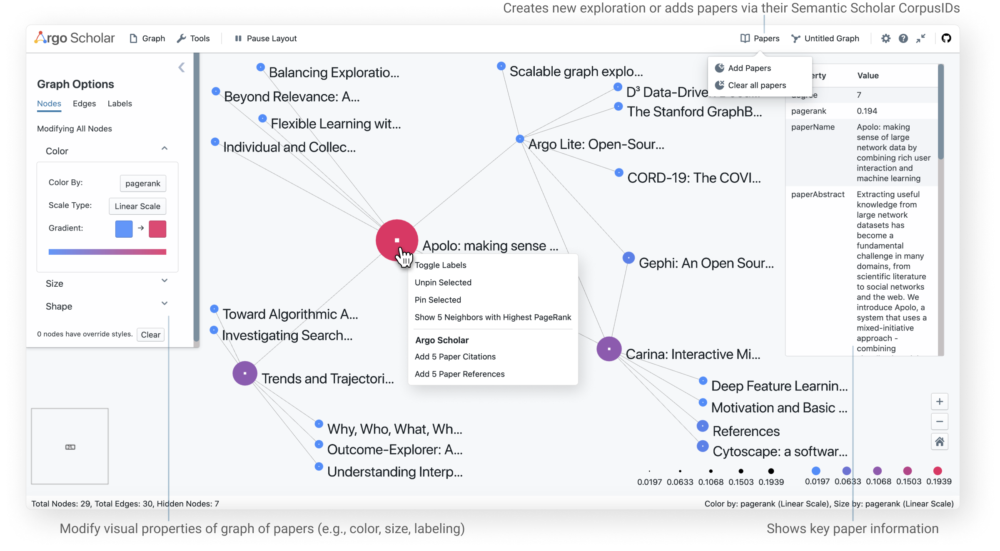 Creates new exploration or adds papers via their Semantic Scholar CorpusIDs
Argo Scholar
Graph
Tools
Pause Layout
Papers
Untitled Graph
Add Papers
Clear all papers
Graph Options
Nodes
Edges
Labels
Modifying All Nodes
Color
Color By:
pagerank
Scale Type:
Linear Scale
Gradient:
Size
Shape
0 nodes have override styles.
Clear
Balancing Exploratio...
Beyond Relevance: A...
Flexible Learning wit...
Individual and Collec...
Scalable graph explo...
D³ Data-Drive
The Stanford GraphB...
Argo Lite: Open-Sour...
CORD-19: The COVI...
Apolo: making sense ...
Gephi: An Open Sour...
Toggle Labels
Unpin Selected
Pin Selected
Show 5 Neighbors with Highest PageRank
Argo Scholar
Add 5 Paper Citations
Add 5 Paper References
Toward Algorithmic A...
Investigating Search...
Trends and Trajectori...
Why, Who, What, Wh...
Outcome-Explorer: A...
Understanding Interp...
Carina: Interactive Mi...
Deep Feature Learnin...
Motivation and Basic ...
References
Cytoscape: a softwar...
erty Value
degree 7
pagerank 0.194
paperName Apolo: making
sense of large
network data by
combining rich user
interaction and
machine learning
paperAbstract Extracting useful
knowledge from
large network
datasets has
become a
fundamental
challenge in many
domains, from
scientific literature
to social networks
and the web. We
introduce Apolo, a
system that uses a
mixed-initiative
approach -
combining
0.0197 0.0633 0.1068 0.1503 0.1939
0.0197 0.0633 0.1068 0.1503 0.1939
Total Nodes: 29, Total Edges: 30, Hidden Nodes: 7
Color by: pagerank (Linear Scale), Size by: pagerank (Linear Scale)
Modify visual properties of graph of papers (e.g., color, size, labeling)
Shows key paper information